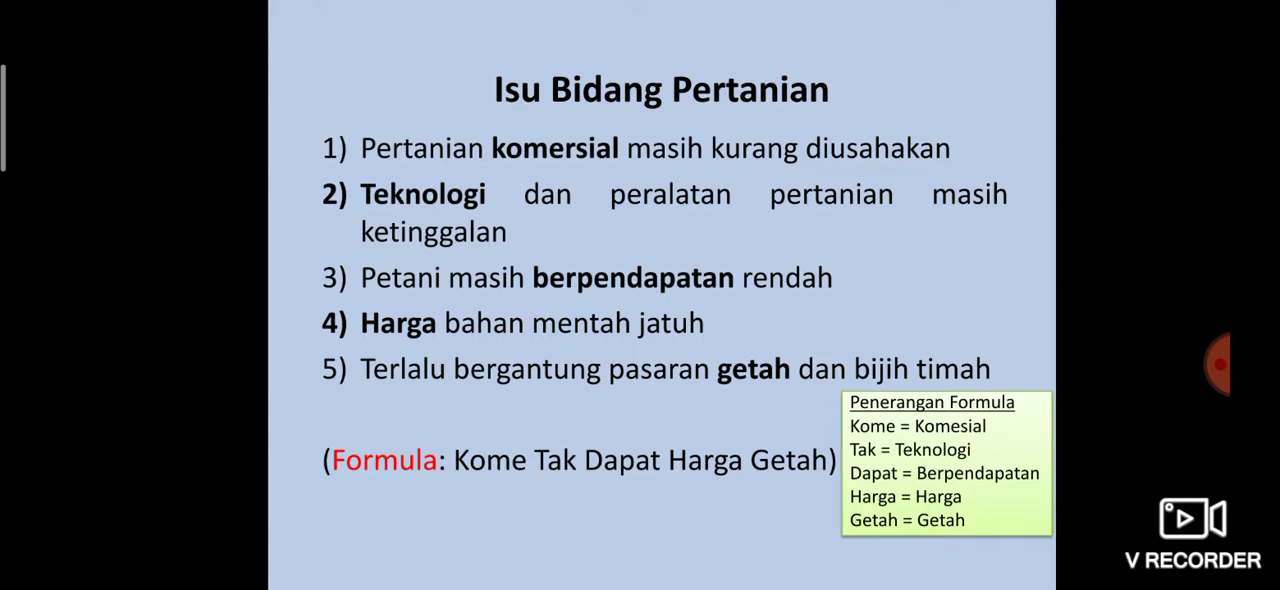 Isu Bidang Pertanian
1) Pertanian komersial masih kurang diusahakan
2) Teknologi dan peralatan pertanian masih
ketinggalan
3) Petani masih berpendapatan rendah
4) Harga bahan mentah jatuh
5) Terlalu bergantung pasaran getah dan bijih timah
(Formula: Kome Tak Dapat Harga Getah)
Penerangan Formula
Kome = Komesial
Tak = Teknologi
Dapat = Berpendapatan
Harga = Harga
Getah = Getah
V RECORDER